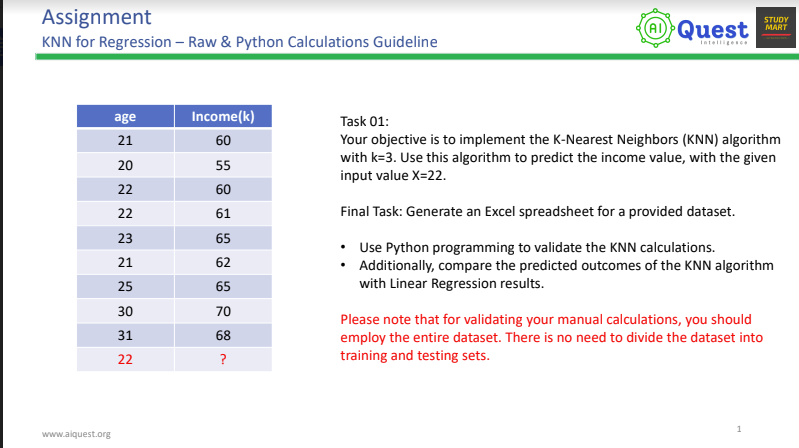 Assignment
KNN for Regression – Raw & Python Calculations Guideline
AI Quest
Intelligence
STUDY
MART
age Income(k)
21 60
20 55
22 60
22 61
23 65
21 62
25 65
30 70
31 68
22 ?
Task 01:
Your objective is to implement the K-Nearest Neighbors (KNN) algorithm
with k=3. Use this algorithm to predict the income value, with the given
input value X=22.
Final Task: Generate an Excel spreadsheet for a provided dataset.
• Use Python programming to validate the KNN calculations.
• Additionally, compare the predicted outcomes of the KNN algorithm
with Linear Regression results.
Please note that for validating your manual calculations, you should
employ the entire dataset. There is no need to divide the dataset into
training and testing sets.
www.aiquest.org
1